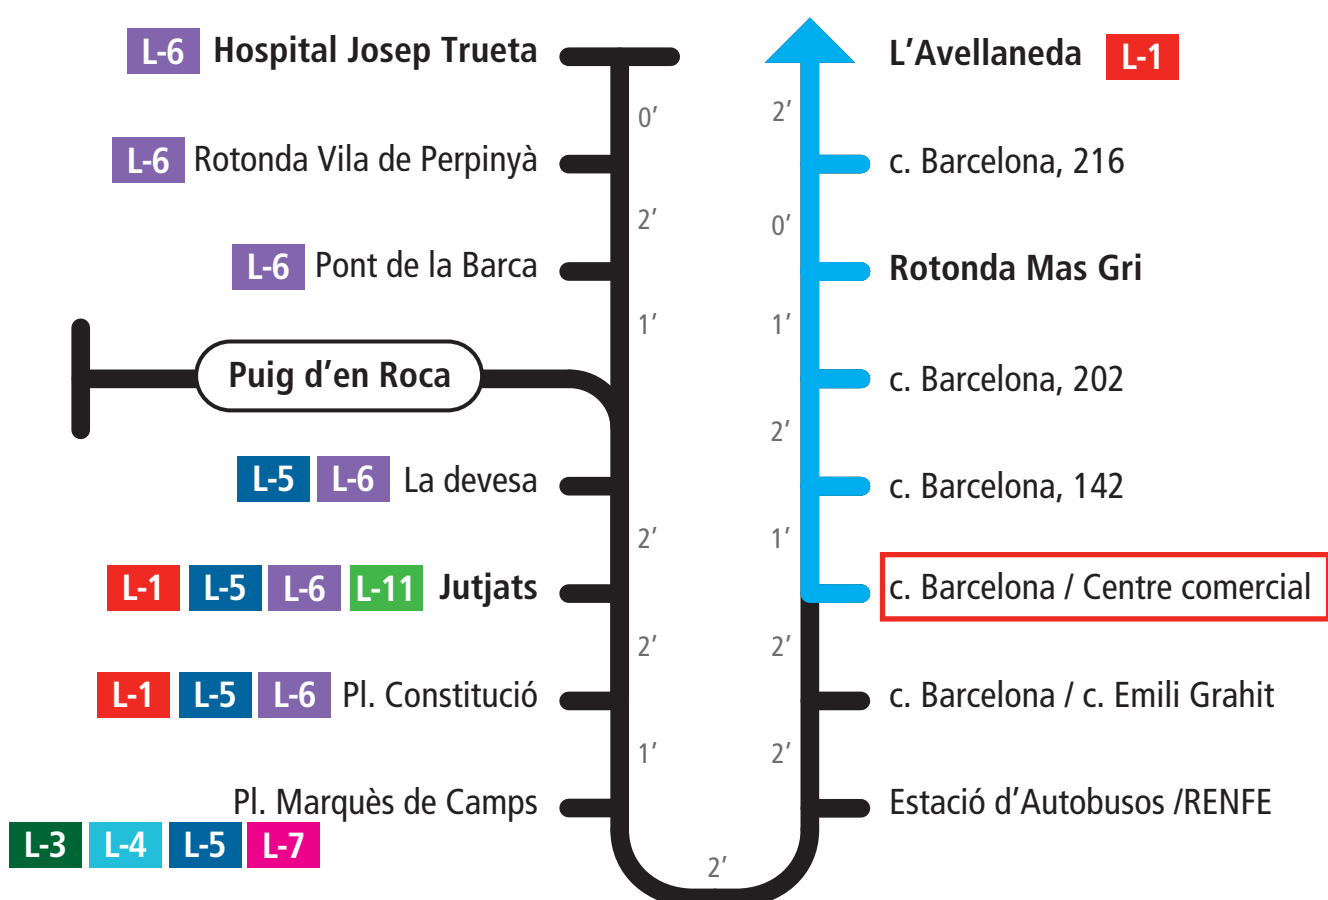 L-6 Hospital Josep Trueta
0’
L-6 Rotonda Vila de Perpinyà
2’
L-6 Pont de la Barca
1’
Puig d’en Roca
L-5 L-6 La devesa
2’
L-1 L-5 L-6 L-11 Jutjats
2’
L-1 L-5 L-6 Pl. Constitució
1’
Pl. Marquès de Camps
L-3 L-4 L-5 L-7
2’
L’Avellaneda L-1
2’
c. Barcelona, 216
0’
Rotonda Mas Gri
1’
c. Barcelona, 202
2’
c. Barcelona, 142
1’
c. Barcelona / Centre comercial
2’
c. Barcelona / c. Emili Grahit
2’
Estació d’Autobusos /RENFE